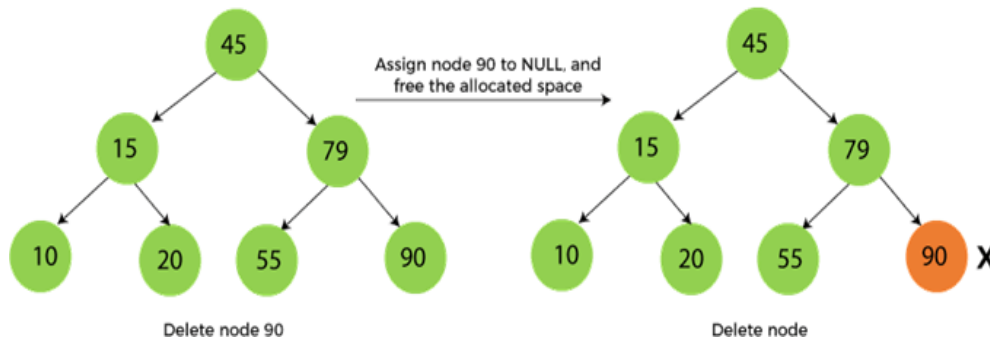 45
45
Assign node 90 to NULL, and
free the allocated space
15
79
15
79
10
20
55
90
10
20
55
90
X
Delete node 90
Delete node